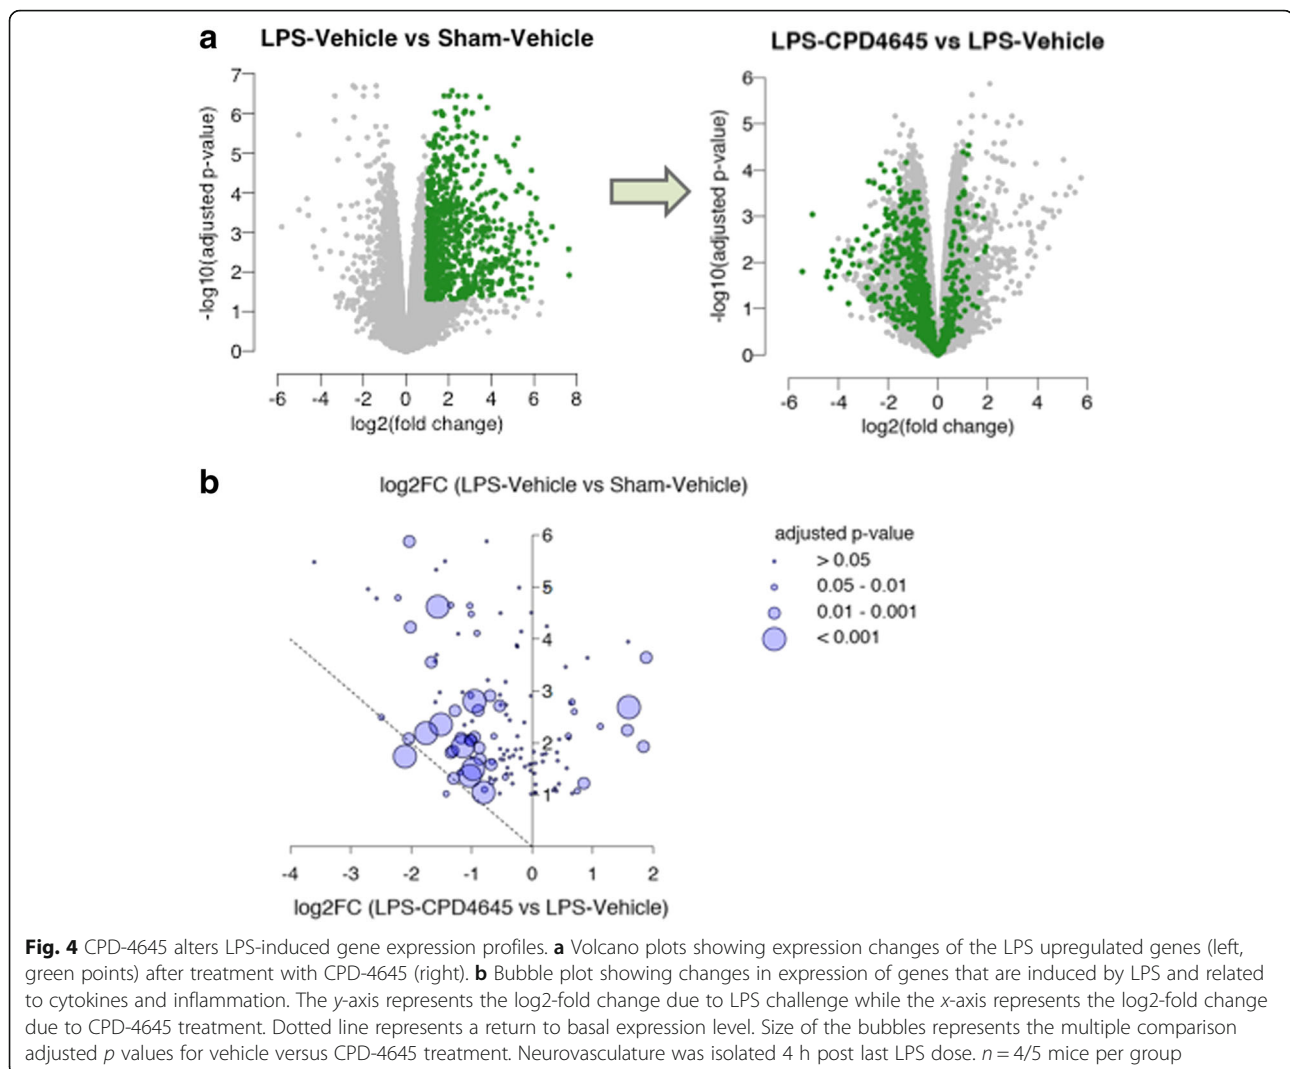 a
LPS-Vehicle vs Sham-Vehicle
7
6
5
4
3
2
1
0
-log10(adjusted p-value)
-6 -4 -2 0 2 4 6 8
log2(fold change)
LPS-CPD4645 vs LPS-Vehicle
6
5
4
3
2
1
0
-log10(adjusted p-value)
-6 -4 -2 0 2 4 6
log2(fold change)
b
log2FC (LPS-Vehicle vs Sham-Vehicle)
6
5
4
3
2
1
-4 -3 -2 -1 0 1 2
log2FC (LPS-CPD4645 vs LPS-Vehicle)
adjusted p-value
> 0.05
0.05 - 0.01
0.01 - 0.001
< 0.001
Fig. 4 CPD-4645 alters LPS-induced gene expression profiles. a Volcano plots showing expression changes of the LPS upregulated genes (left,
green points) after treatment with CPD-4645 (right). b Bubble plot showing changes in expression of genes that are induced by LPS and related
to cytokines and inflammation. The y-axis represents the log2-fold change due to LPS challenge while the x-axis represents the log2-fold change
due to CPD-4645 treatment. Dotted line represents a return to basal expression level. Size of the bubbles represents the multiple comparison
adjusted p values for vehicle versus CPD-4645 treatment. Neurovasculature was isolated 4 h post last LPS dose. n = 4/5 mice per group